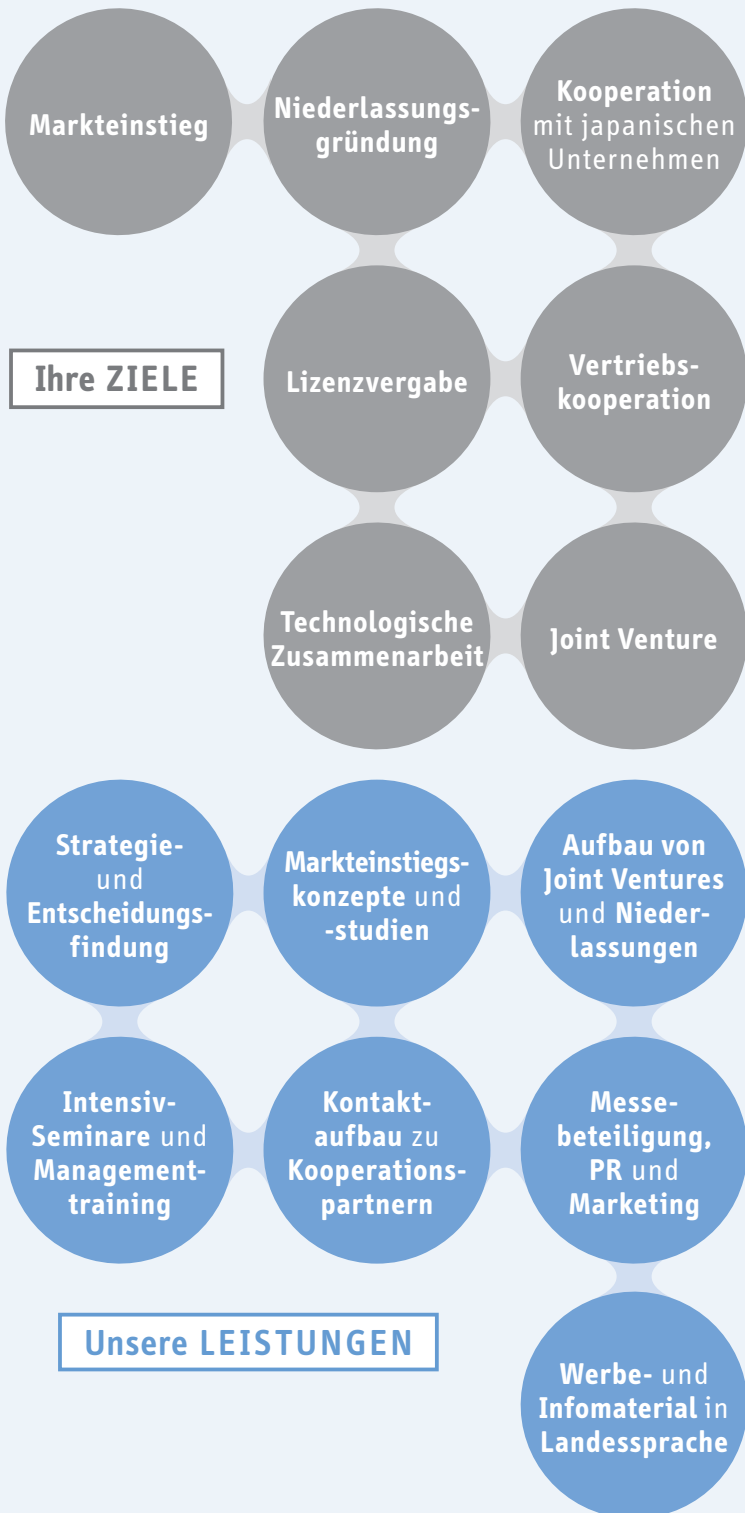 Markteinstieg
Niederlassungs-
gründung
Kooperation
mit japanischen
Unternehmen
Ihre ZIELE
Lizenzvergabe
Vertriebs-
kooperation
Technologische
Zusammenarbeit
Joint Venture
Strategie-
und
Entscheidungs-
findung
Markteinstiegs-
konzepte und
-studien
Aufbau von
Joint Ventures
und Nieder-
lassungen
Intensiv-
Seminare und
Management-
training
Kontakt-
aufbau zu
Kooperations-
partnern
Messe-
beteiligung,
PR und
Marketing
Unsere LEISTUNGEN
Werbe- und
Infomaterial in
Landessprache